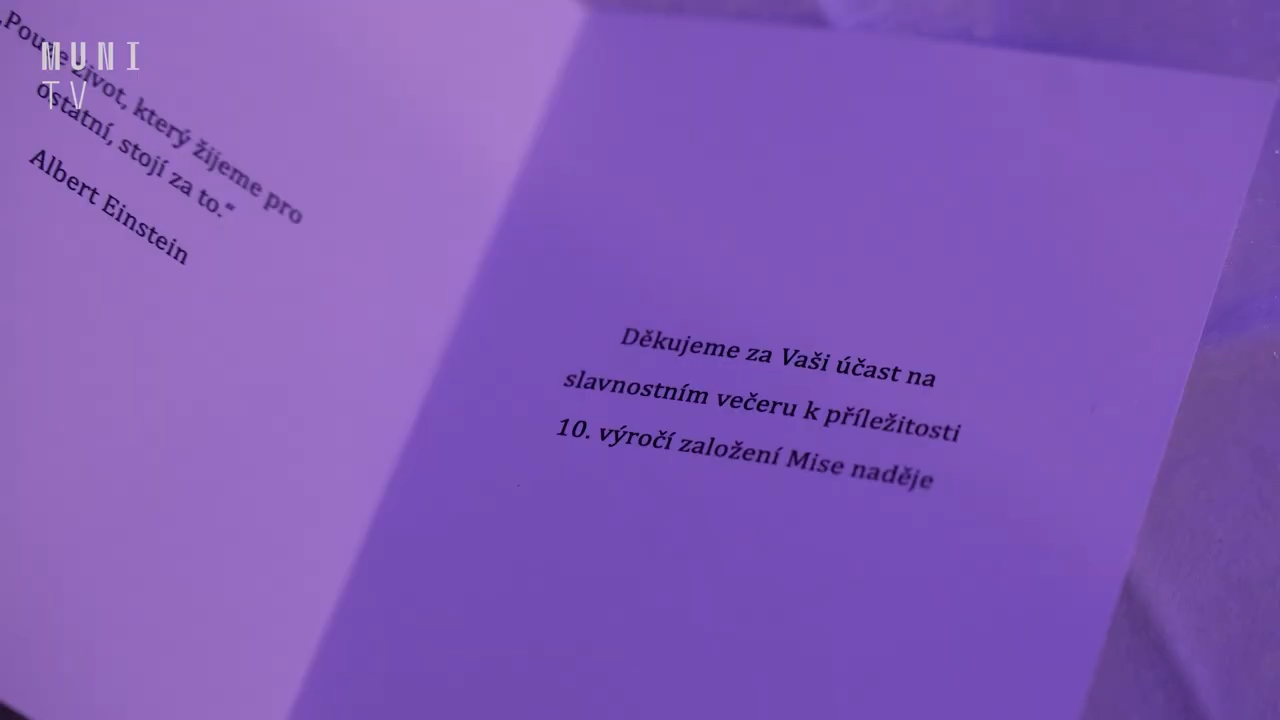 MUNI
TV
„Pouze život, který žijeme pro
ostatní, stojí za to.“
Albert Einstein
Děkujeme za Vaši účast na
slavnostním večeru k příležitosti
10. výročí založení Mise naděje